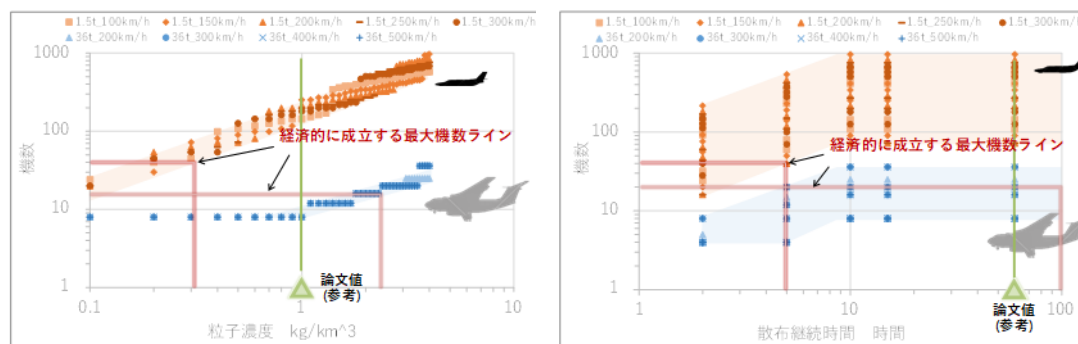 1.5t_100km/h 1.5t_150km/h 1.5t_200km/h 1.5t_250km/h 1.5t_300km/h
36t_200km/h 36t_300km/h 36t_400km/h 36t_500km/h
1000
100
10
1
機数
経済的に成立する最大機数ライン
論文値
(参考)
0.1 1 10
粒子濃度 kg/km^3
1.5t_100km/h 1.5t_150km/h 1.5t_200km/h 1.5t_250km/h 1.5t_300km/h
36t_200km/h 36t_300km/h 36t_400km/h 36t_500km/h
1000
100
10
1
機数
経済的に成立する最大機数ライン
1 10 100
論文値
(参考)
散布継続時間 時間